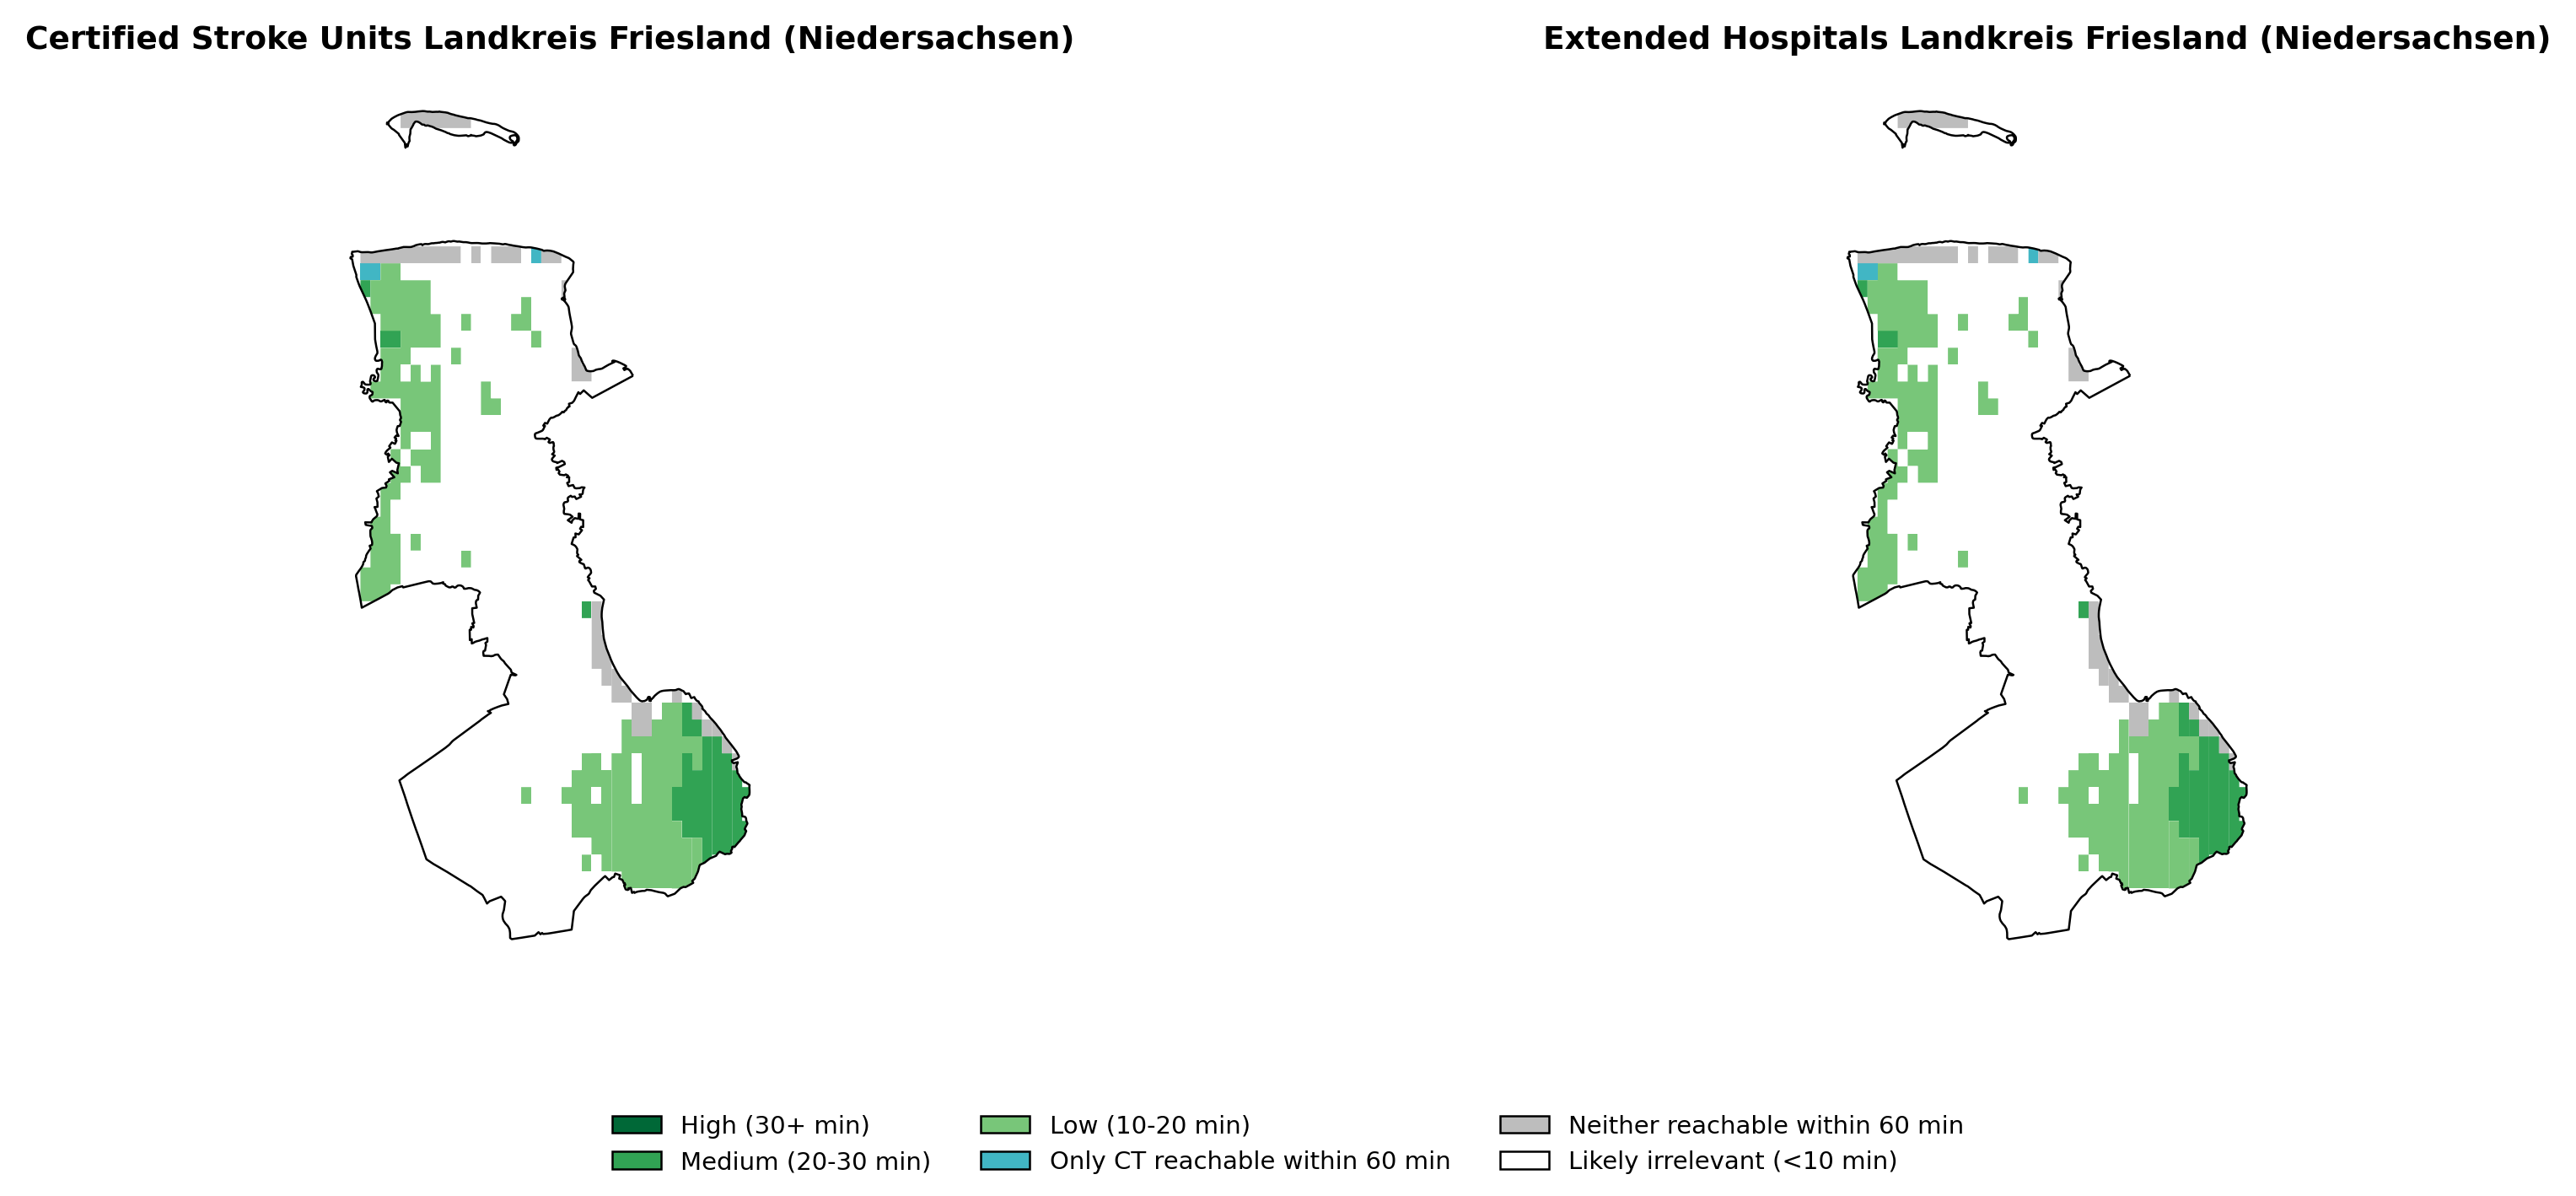 Certified Stroke Units Landkreis Friesland (Niedersachsen)
Extended Hospitals Landkreis Friesland (Niedersachsen)
High (30+ min)
Medium (20-30 min)
Low (10-20 min)
Only CT reachable within 60 min
Neither reachable within 60 min
Likely irrelevant (<10 min)